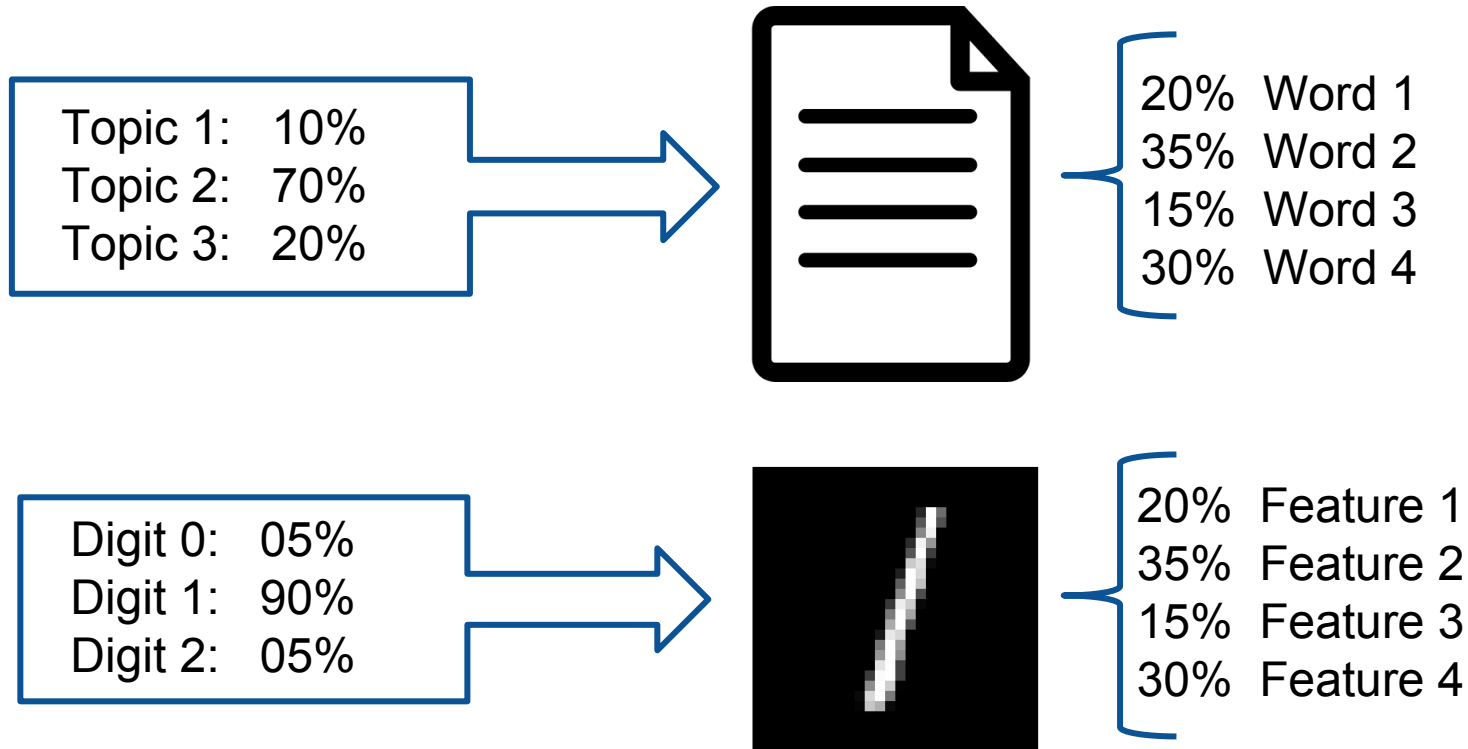 Topic 1: 10%
Topic 2: 70%
Topic 3: 20%
20% Word 1
35% Word 2
15% Word 3
30% Word 4
Digit 0: 05%
Digit 1: 90%
Digit 2: 05%
20% Feature 1
35% Feature 2
15% Feature 3
30% Feature 4